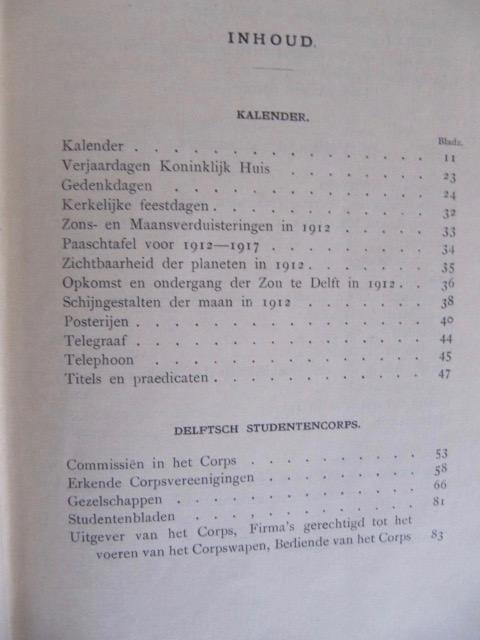 INHOUD.
KALENDER.
Bladz.
Kalender . . . . . . . . . . . . . . . 11
Verjaardagen Koninklijk Huis . . . . . . . . 23
Gedenkdagen . . . . . . . . . . . . . 24
Kerkelijke feestdagen . . . . . . . . . . . 32
Zons- en Maansverduisteringen in 1912 . . . . . 33
Paaschtafel voor 1912—1917 . . . . . . . . . 34
Zichtbaarheid der planeten in 1912 . . . . . . 35
Opkomst en ondergang der Zon te Delft in 1912 . . 36
Schijngestalten der maan in 1912 . . . . . . . 38
Posterijen . . . . . . . . . . . . . . . 40
Telegraaf . . . . . . . . . . . . . . . 44
Telephoon . . . . . . . . . . . . . . 45
Titels en praedicaten . . . . . . . . . . . 47
DELFTSCH STUDENTENCORPS.
Commissiën in het Corps . . . . . . . . . 53
Erkende Corpsvereenigingen . . . . . . . . . 58
Gezelschappen . . . . . . . . . . . . . 66
Studentenbladen . . . . . . . . . . . . 81
Uitgever van het Corps, Firma's gerechtigd tot het
voeren van het Corpswapen, Bediende van het Corps 83